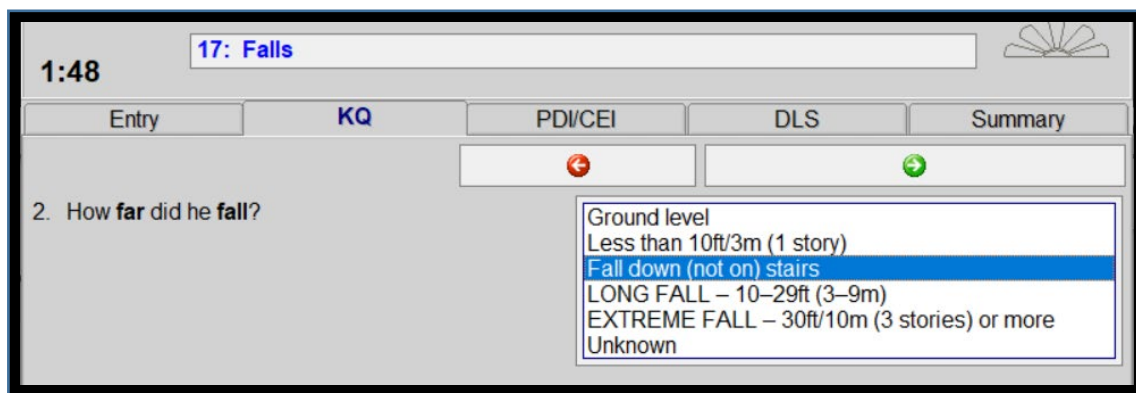 17: Falls
1:48
Entry KQ PDI/CEI DLS Summary
2. How far did he fall?
Ground level
Less than 10ft/3m (1 story)
Fall down (not on) stairs
LONG FALL – 10–29ft (3–9m)
EXTREME FALL – 30ft/10m (3 stories) or more
Unknown